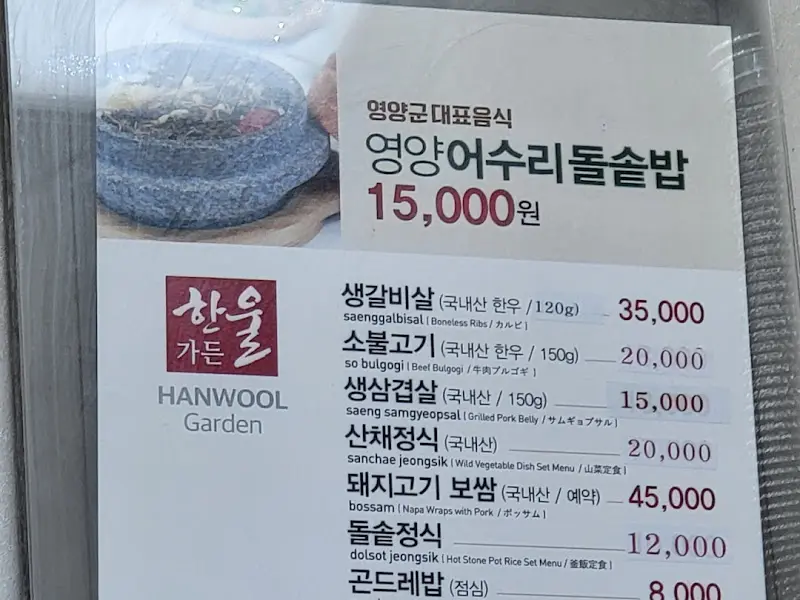 영양군 대표음식
영양어수리돌솥밥
15,000원
한울
가든
HANWOOL
Garden
생갈비살 (국내산 한우 / 120g) 35,000
saenggalbisal [ Boneless Ribs / カルビ ]
소불고기 (국내산 한우 / 150g) 20,000
so bulgogi [ Beef Bulgogi / 牛肉プルゴギ ]
생삼겹살 (국내산 / 150g) 15,000
saeng samgyeopsal [ Grilled Pork Belly / サムギョプサル ]
산채정식 (국내산) 20,000
sanchae jeongsik [ Wild Vegetable Dish Set Menu / 山菜定食 ]
돼지고기 보쌈 (국내산 / 예약) 45,000
bossam [ Napa Wraps with Pork / ポッサム ]
돌솥정식 12,000
dolsot jeongsik [ Hot Stone Pot Rice Set Menu / 釜飯定食 ]
곤드레밥 (점심) 8,000